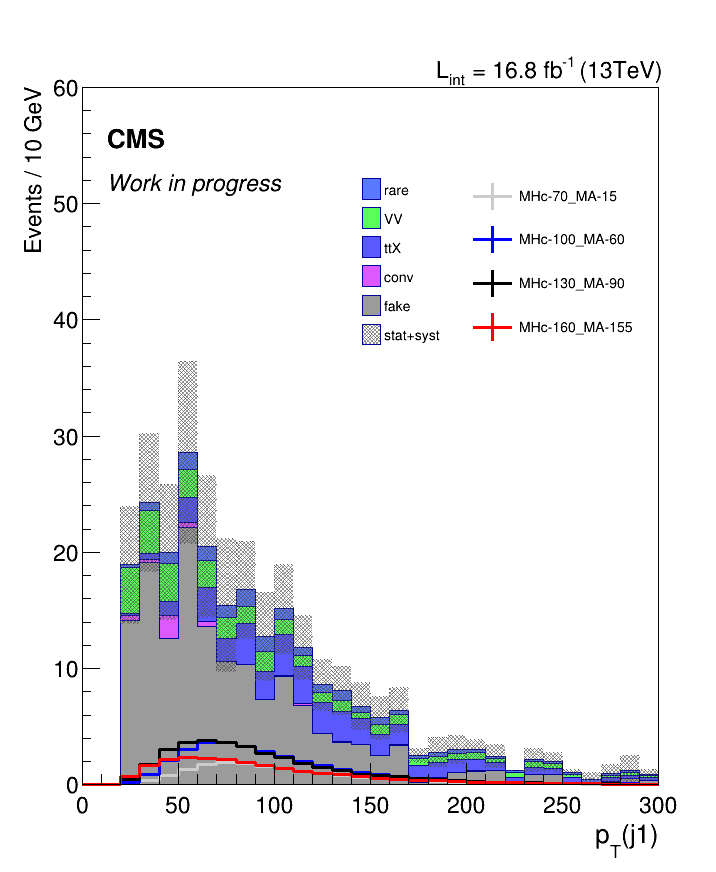 L_int = 16.8 fb^-1 (13TeV)
Events / 10 GeV
60
50
40
30
20
10
0
CMS
Work in progress
rare
VV
ttX
conv
fake
stat+syst
MHc-70_MA-15
MHc-100_MA-60
MHc-130_MA-90
MHc-160_MA-155
0 50 100 150 200 250 300
p_T(j1)